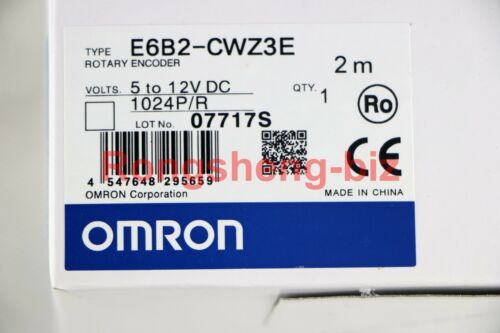 TYPE E6B2-CWZ3E
ROTARY ENCODER 2 m
VOLTS. 5 to 12V DC QTY.
1024P/R 1
Ro
LOT No. 07717S
Rongsheng-biz
4 547648 295659
CE
OMRON Corporation MADE IN CHINA
OMRON